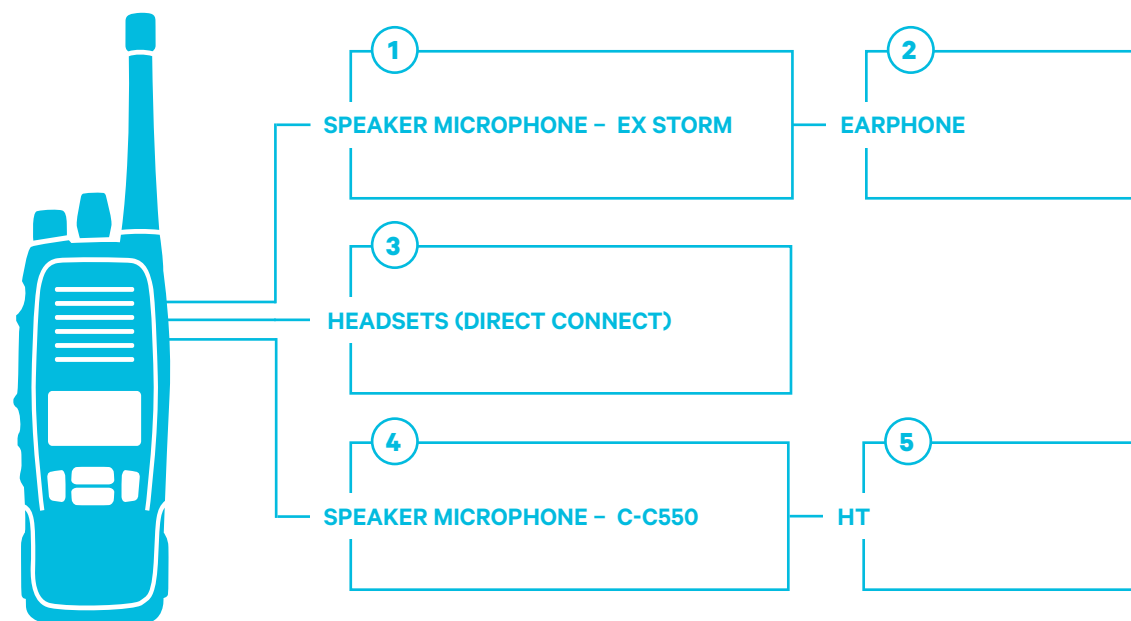 1
2
SPEAKER MICROPHONE – EX STORM
EARPHONE
3
HEADSETS (DIRECT CONNECT)
4
5
SPEAKER MICROPHONE – C-C550
HT